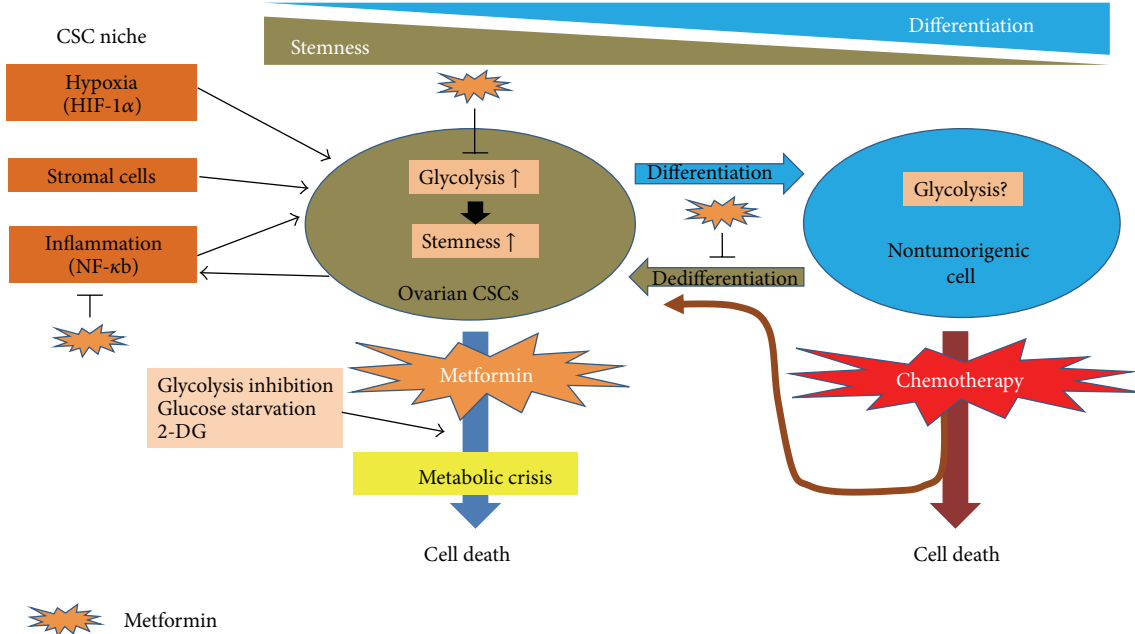 Differentiation
CSC niche
Stemness
Hypoxia
(HIF-1α)
Stromal cells
Inflammation
(NF-κb)
Glycolysis ↑
Stemness ↑
Ovarian CSCs
Differentiation
Dedifferentiation
Glycolysis?
Nontumorigenic
cell
Glycolysis inhibition
Glucose starvation
2-DG
Metformin
Chemotherapy
Metabolic crisis
Cell death
Cell death
Metformin